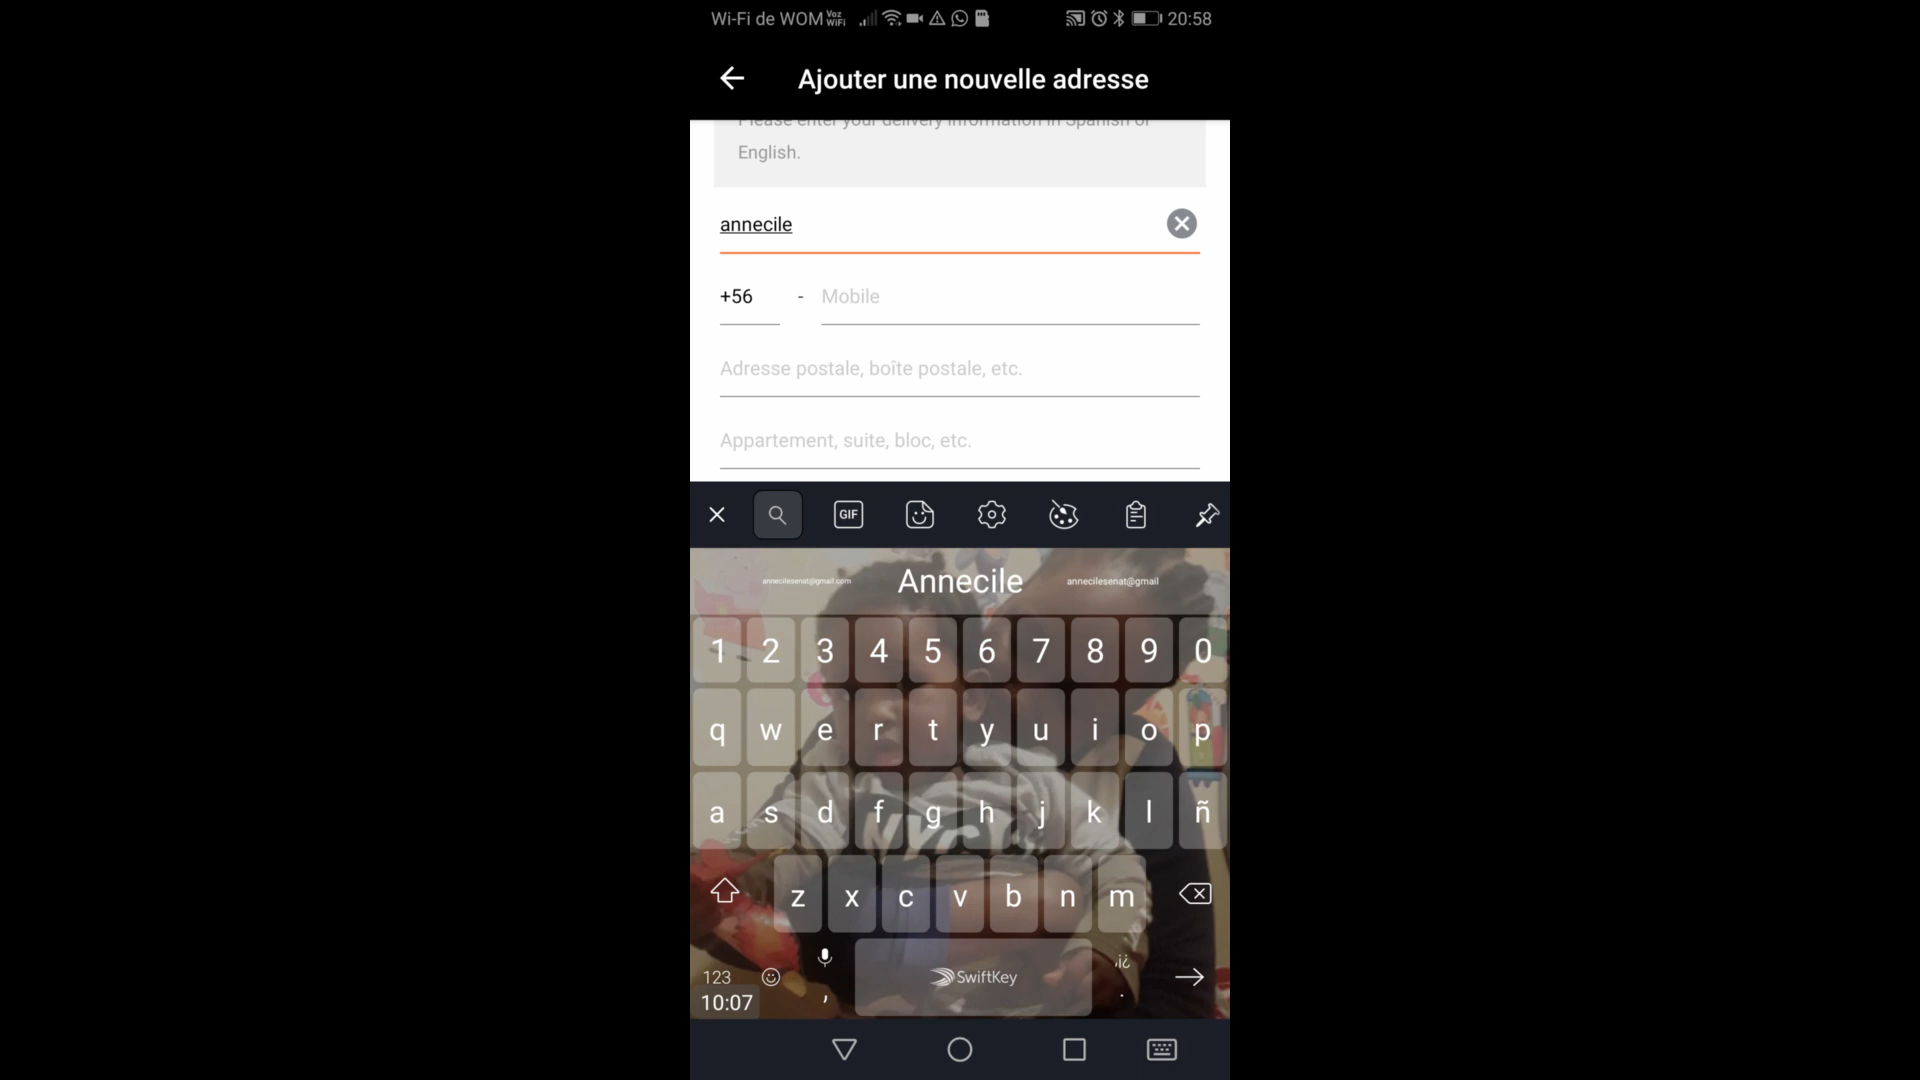 Wi-Fi de WOM Voz WiFi 20:58
Ajouter une nouvelle adresse
Please enter your delivery information in Spanish or
English.
annecile
+56 - Mobile
Adresse postale, boîte postale, etc.
Appartement, suite, bloc, etc.
GIF
annecilesenat@gmail.com Annecile annecilesenat@gmail
1 2 3 4 5 6 7 8 9 0
q w e r t y u i o p
a s d f g h j k l ñ
NYC
z x c v b n m
123 , SwiftKey ¡¿ .
10:07